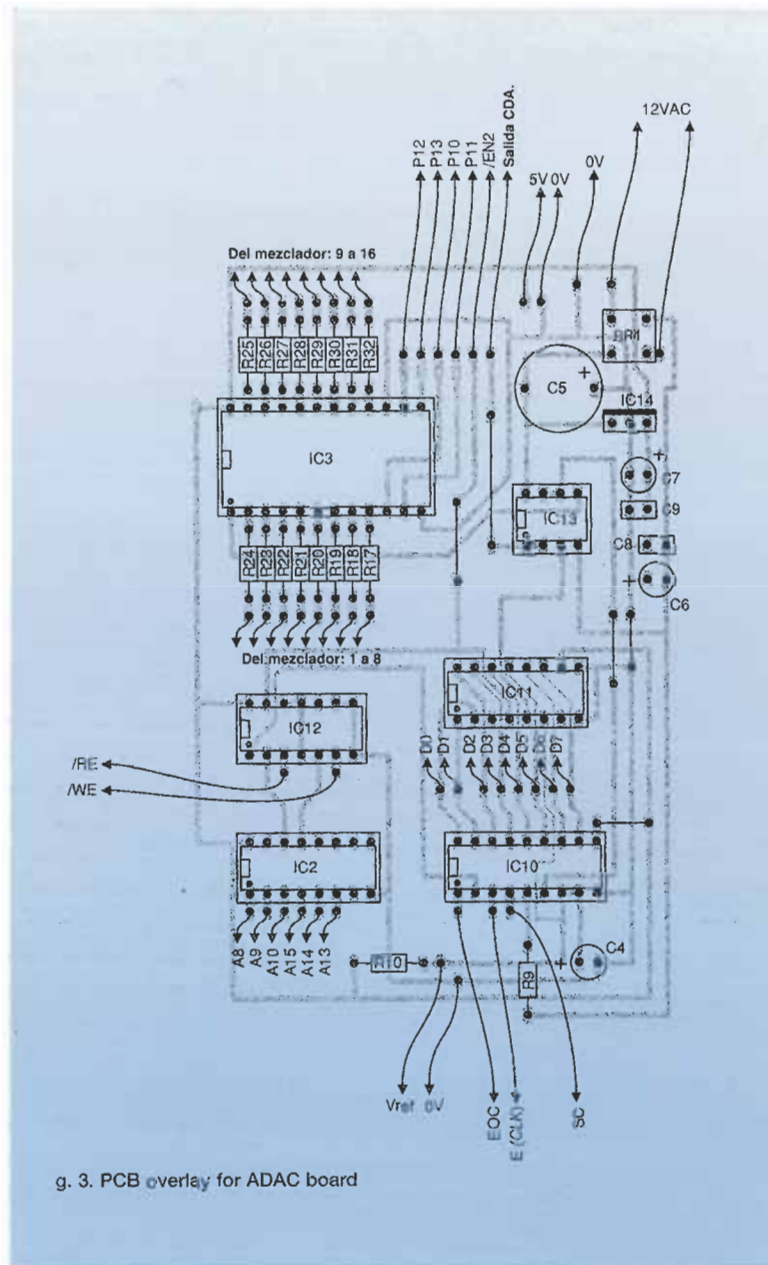 12VAC
P12
P13
P10
P11
/EN2
Salida CDA.
5V
0V
0V
Del mezclador: 9 a 16
R25
R26
R27
R28
R29
R30
R31
R32
BR1
C5
+
IC14
IC3
+
C7
C9
IC13
C8
+
C6
R24
R23
R22
R21
R20
R19
R18
R17
Del mezclador: 1 a 8
IC11
IC12
D0
D1
D2
D3
D4
D5
D6
D7
/RE
/WE
IC2
IC10
A8
A9
A10
A15
A14
A13
R10
+
C4
R9
Vref 0V
EOC
E (CLK)
SC
g. 3. PCB overlay for ADAC board